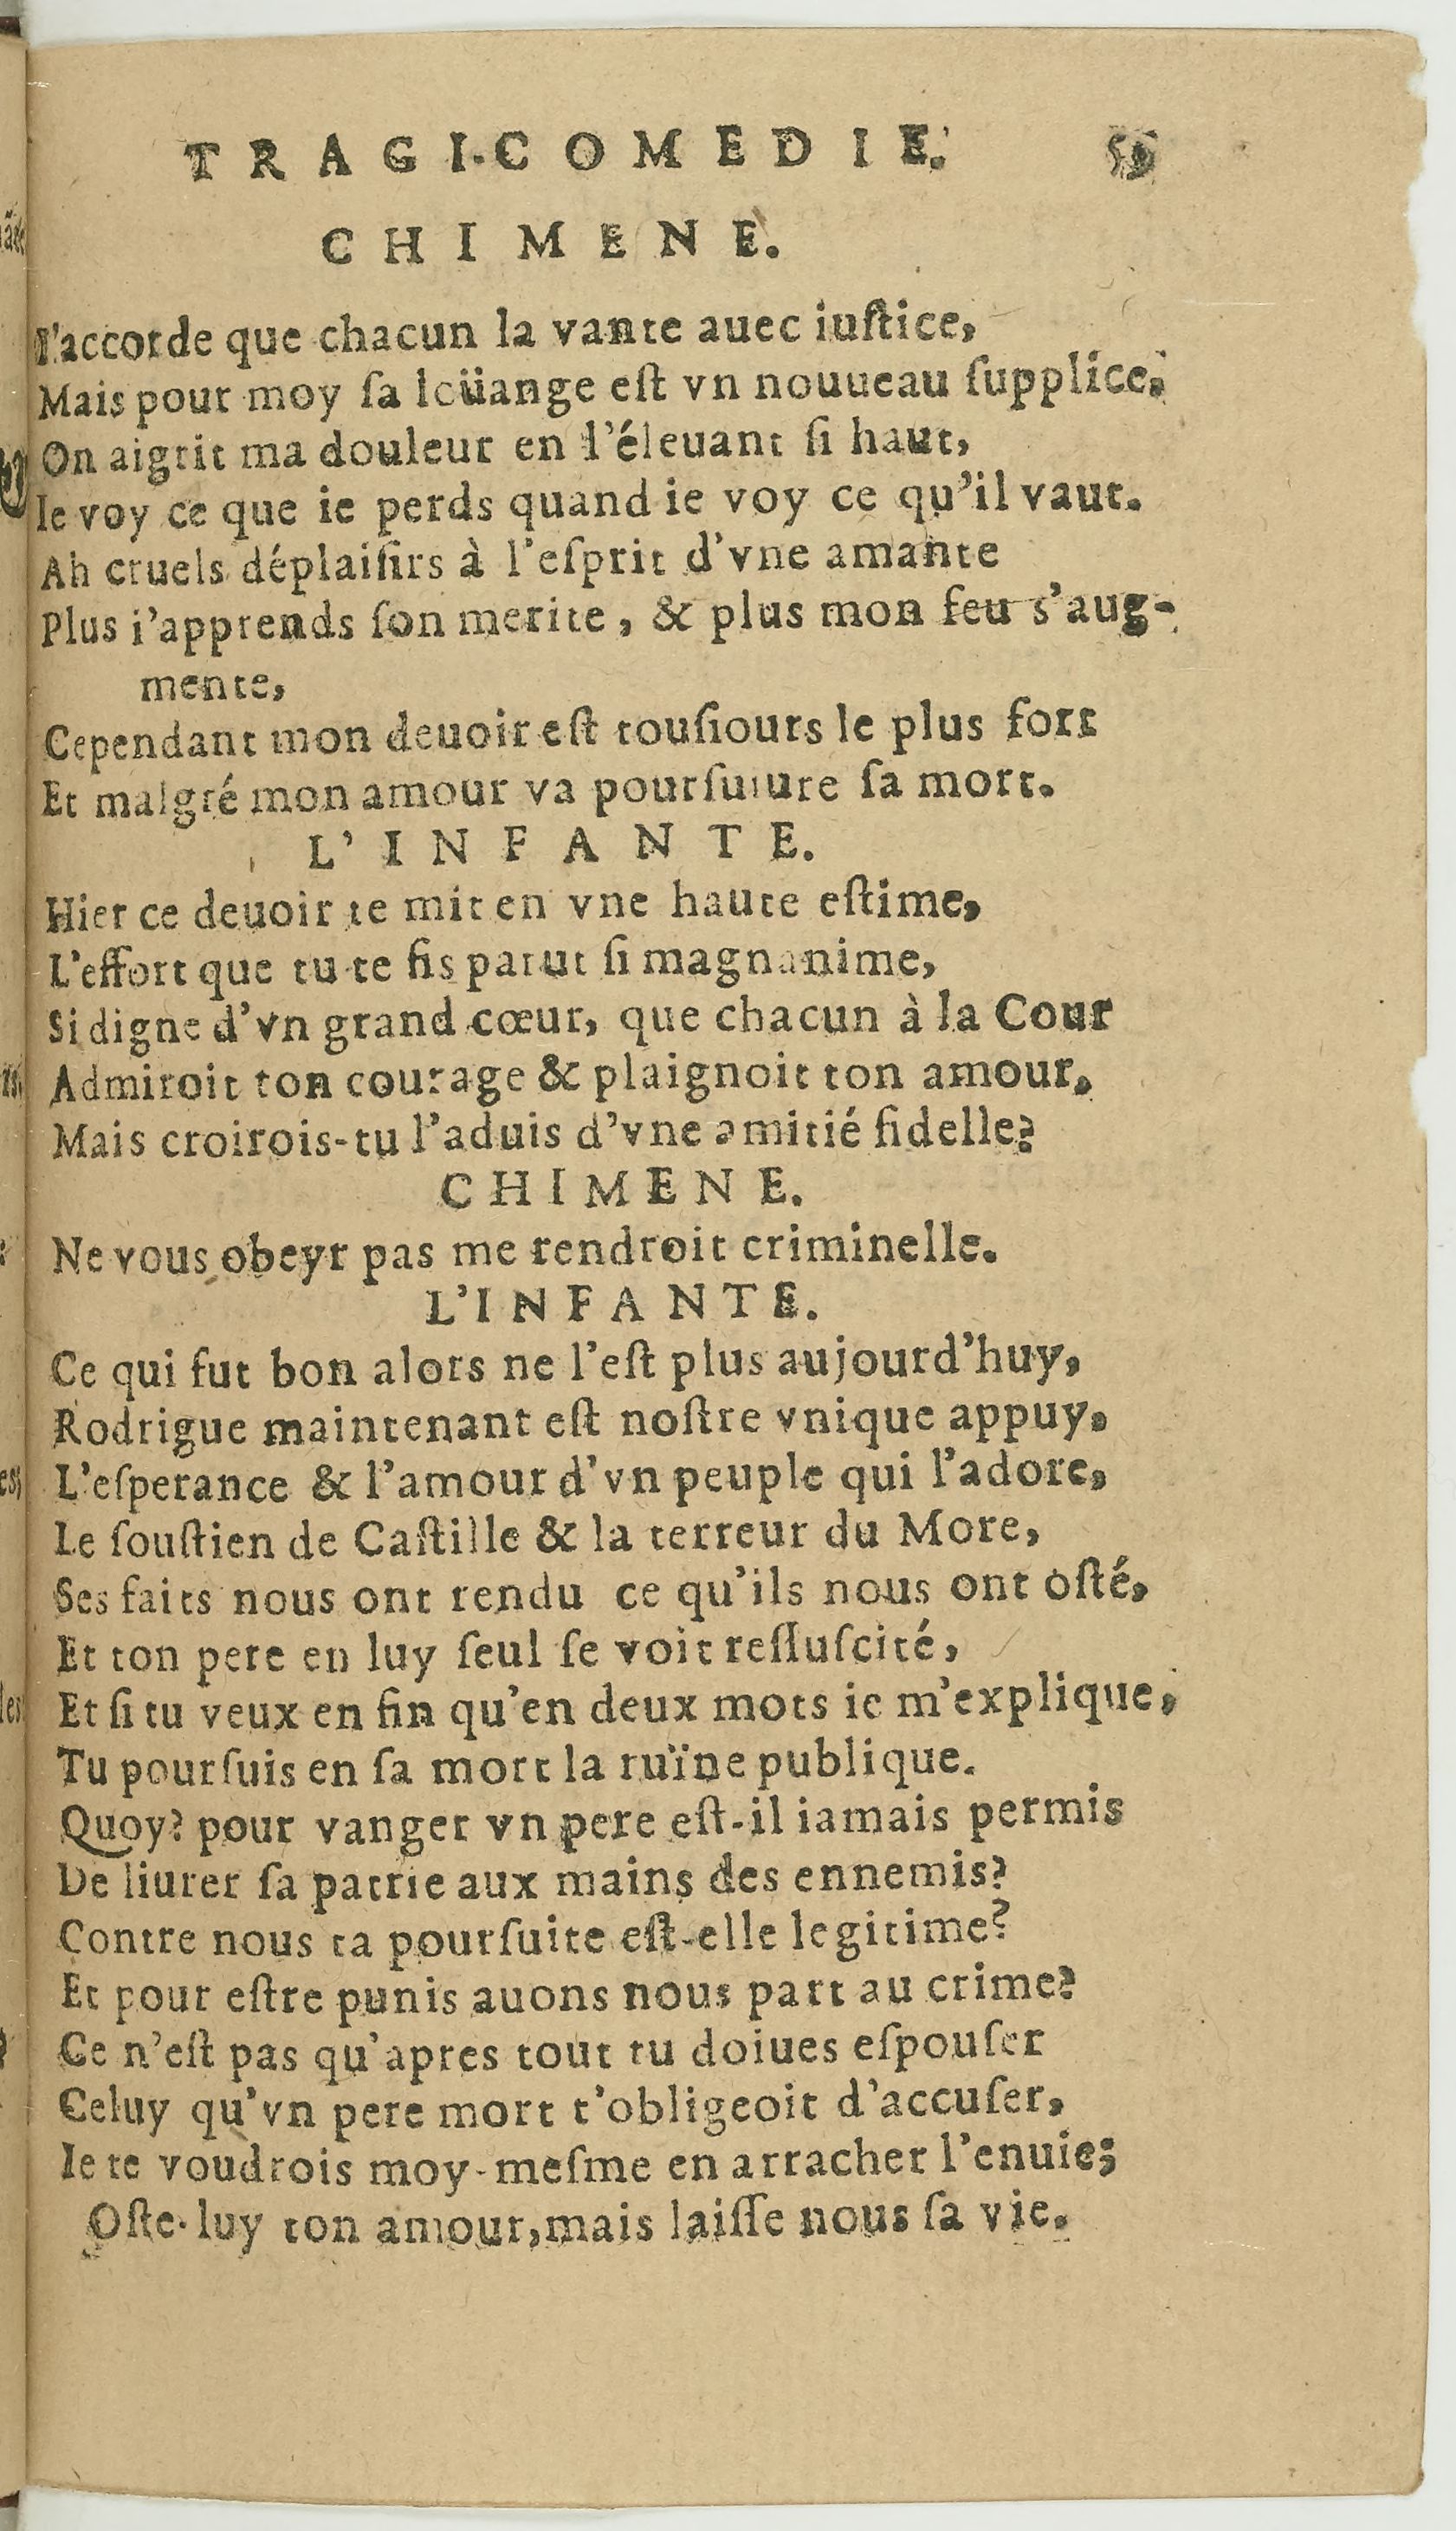 TRAGI-COMEDIE. 59
CHIMENE.
I'accorde que chacun la vante auec iuſtice,
Mais pour moy ſa loüange eſt vn nouueau ſupplice,
On aigrit ma douleur en l'éleuant ſi haut,
Ie voy ce que ie perds quand ie voy ce qu'il vaut.
Ah cruels déplaiſirs à l'eſprit d'vne amante
Plus i'apprends ſon merite, & plus mon feu s'aug-
mente,
Cependant mon deuoir eſt touſiours le plus fort
Et malgré mon amour va pourſuiure ſa mort.
L'INFANTE.
Hier ce deuoir te mit en vne haute eſtime,
L'effort que tu te fis parut ſi magnanime,
Si digne d'vn grand cœur, que chacun à la Cour
Admiroit ton courage & plaignoit ton amour,
Mais croirois-tu l'aduis d'vne amitié fidelle?
CHIMENE.
Ne vous obeyr pas me rendroit criminelle.
L'INFANTE.
Ce qui fut bon alors ne l'eſt plus aujourd'huy,
Rodrigue maintenant eſt noſtre vnique appuy,
L'eſperance & l'amour d'vn peuple qui l'adore,
Le ſouſtien de Caſtille & la terreur du More,
Ses faits nous ont rendu ce qu'ils nous ont oſté,
Et ton pere en luy ſeul ſe voit reſſuſcité,
Et ſi tu veux en fin qu'en deux mots ie m'explique,
Tu pourſuis en ſa mort la ruïne publique.
Quoy? pour vanger vn pere eſt-il iamais permis
De liurer ſa patrie aux mains des ennemis?
Contre nous ta pourſuite eſt-elle legitime?
Et pour eſtre punis auons nous part au crime?
Ce n'eſt pas qu'apres tout tu doiues eſpouſer
Celuy qu'vn pere mort t'obligeoit d'accuſer,
Ie te voudrois moy-meſme en arracher l'enuie;
Oſte-luy ton amour, mais laiſſe nous ſa vie.